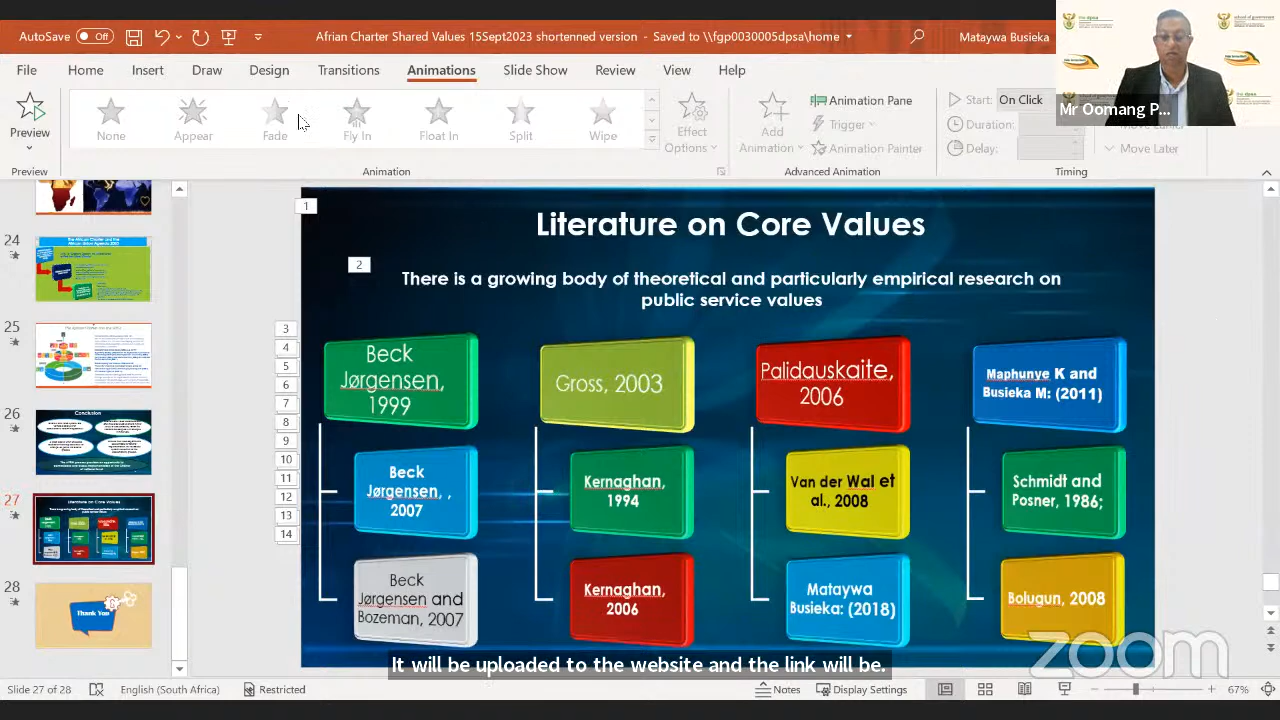 AutoSave Off
Afrian Charter Shared Values 15Sept2023 Scanned version - Saved to \\fgp0030005dpsa\home
Mataywa Busieka
File Home Insert Draw Design Transitions Animations Slide Show Review View Help
Preview
None Appear Fade Fly In Float In Split Wipe
Effect Options
Add Animation
Animation Pane
Trigger
Animation Painter
Start: On Click
Duration:
Delay:
Move Later
Preview
Animation
Advanced Animation
Timing
the dpsa
Mr Oomang P...
24
25
26
Conclusion
27
Literature on Core Values
28
Thank You
1
Literature on Core Values
2
There is a growing body of theoretical and particularly empirical research on
public service values
3
8
10
11
12
13
14
Beck
Jørgensen,
1999
Gross, 2003
Palidauskaite,
2006
Maphunye K and
Busieka M: (2011)
Beck
Jørgensen, ,
2007
Kernaghan,
1994
Van der Wal et
al., 2008
Schmidt and
Posner, 1986;
Beck
Jørgensen and
Bozeman, 2007
Kernaghan,
2006
Mataywa
Busieka: (2018)
Bolugun, 2008
zoom
It will be uploaded to the website and the link will be.
Slide 27 of 28
English (South Africa)
Restricted
Notes
Display Settings
67%